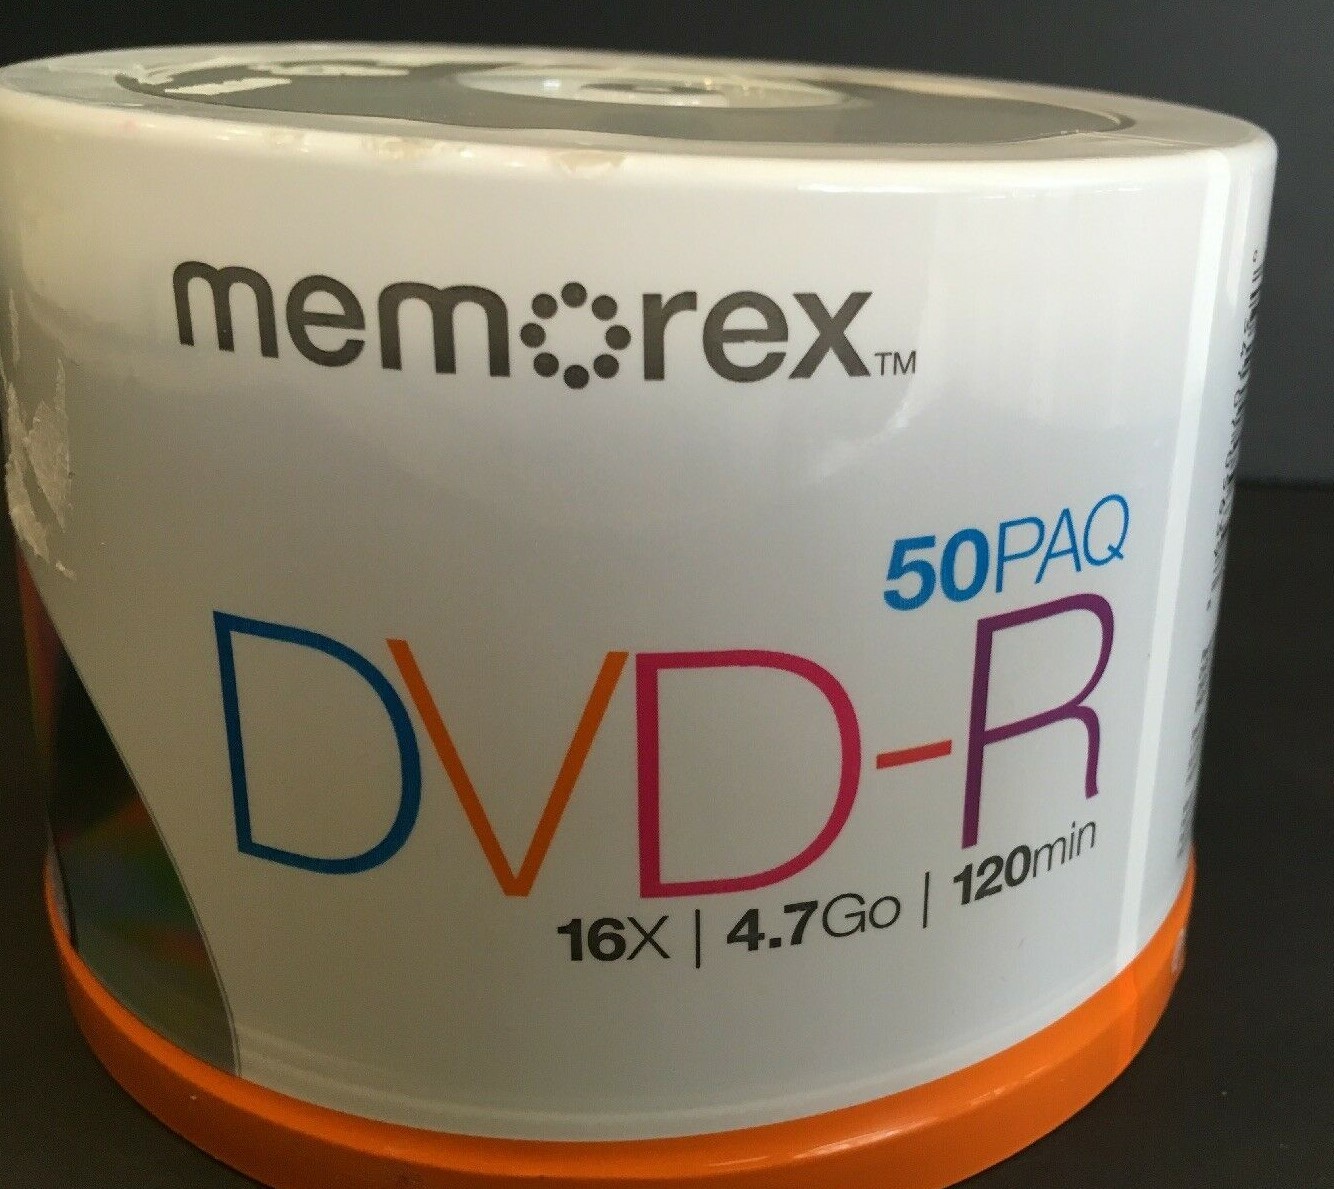 memorex™
50PAQ
DVD-R
16X | 4.7Go | 120min